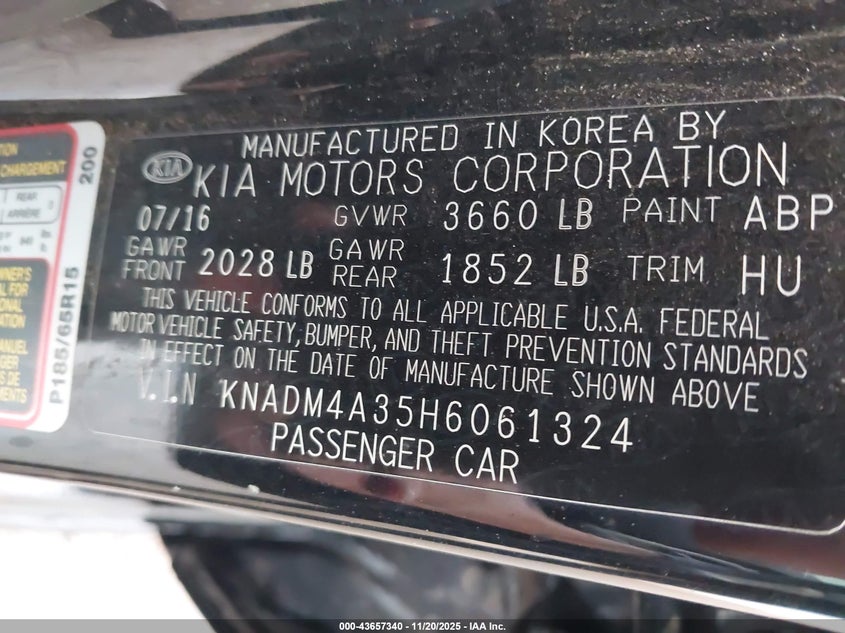 MANUFACTURED IN KOREA BY
KIA KIA MOTORS CORPORATION
07/16 GVWR 3660 LB PAINT ABP
GAWR FRONT 2028 LB GAWR REAR 1852 LB TRIM HU
THIS VEHICLE CONFORMS TO ALL APPLICABLE U.S.A. FEDERAL
MOTOR VEHICLE SAFETY, BUMPER, AND THEFT PREVENTION STANDARDS
IN EFFECT ON THE DATE OF MANUFACTURE SHOWN ABOVE
V.I.N KNADM4A35H6061324
PASSENGER CAR
CHARGEMENT
REAR
ARRIÈRE
P185/65R15
200
000-43657340 - 11/20/2025 - IAA Inc.